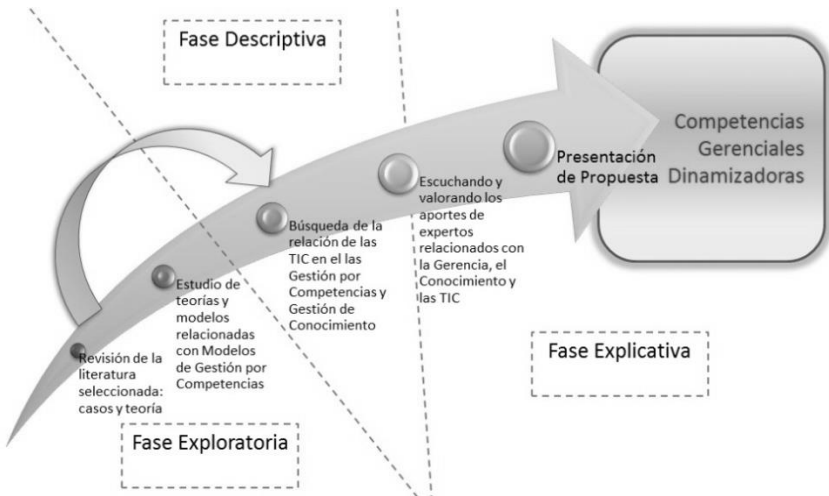 Fase Descriptiva
Competencias
Gerenciales
Dinamizadoras
Presentación
de Propuesta
Escuchando y
valorando los
aportes de
expertos
relacionados con
la Gerencia, el
Conocimiento y
las TIC
Búsqueda de la
relación de las
TIC en el las
Gestión por
Competencias y
Gestión de
Conocimiento
Estudio de
teorías y
modelos
relacionadas
con Modelos
de Gestión por
Competencias
Revisión de la
literatura
seleccionada:
casos y teoría
Fase Exploratoria
Fase Explicativa